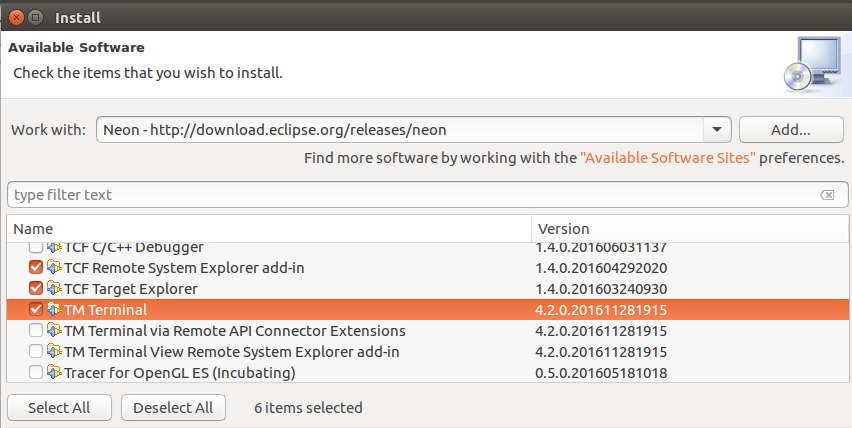 Install
Available Software
Check the items that you wish to install.
Work with: Neon - http://download.eclipse.org/releases/neon Add...
Find more software by working with the "Available Software Sites" preferences.
type filter text
Name Version
TCF C/C++ Debugger 1.4.0.201606031137
TCF Remote System Explorer add-in 1.4.0.201604292020
TCF Target Explorer 1.4.0.201603240930
TM Terminal 4.2.0.201611281915
TM Terminal via Remote API Connector Extensions 4.2.0.201611281915
TM Terminal View Remote System Explorer add-in 4.2.0.201611281915
Tracer for OpenGL ES (Incubating) 0.5.0.201605181018
Select All Deselect All 6 items selected